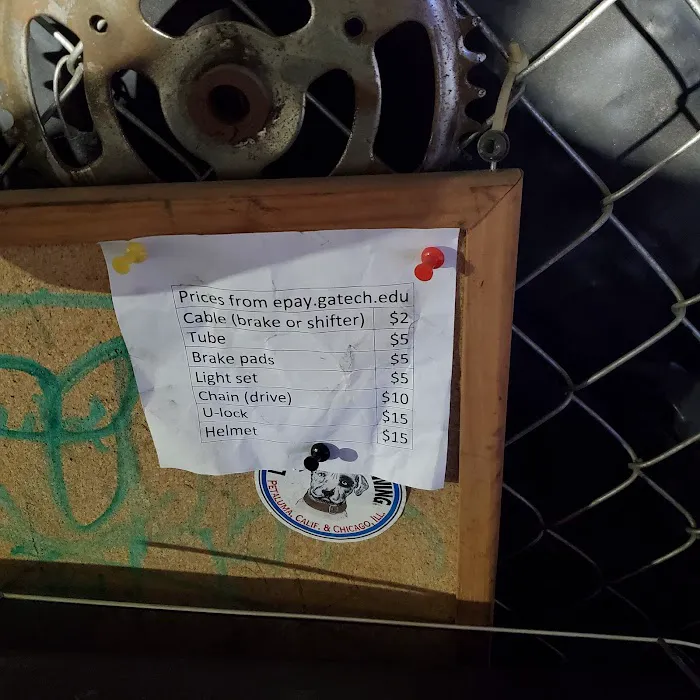 Prices from epay.gatech.edu
Cable (brake or shifter) $2
Tube $5
Brake pads $5
Light set $5
Chain (drive) $10
U-lock $15
Helmet $15
PETALUMA, CALIF. & CHICAGO, ILL